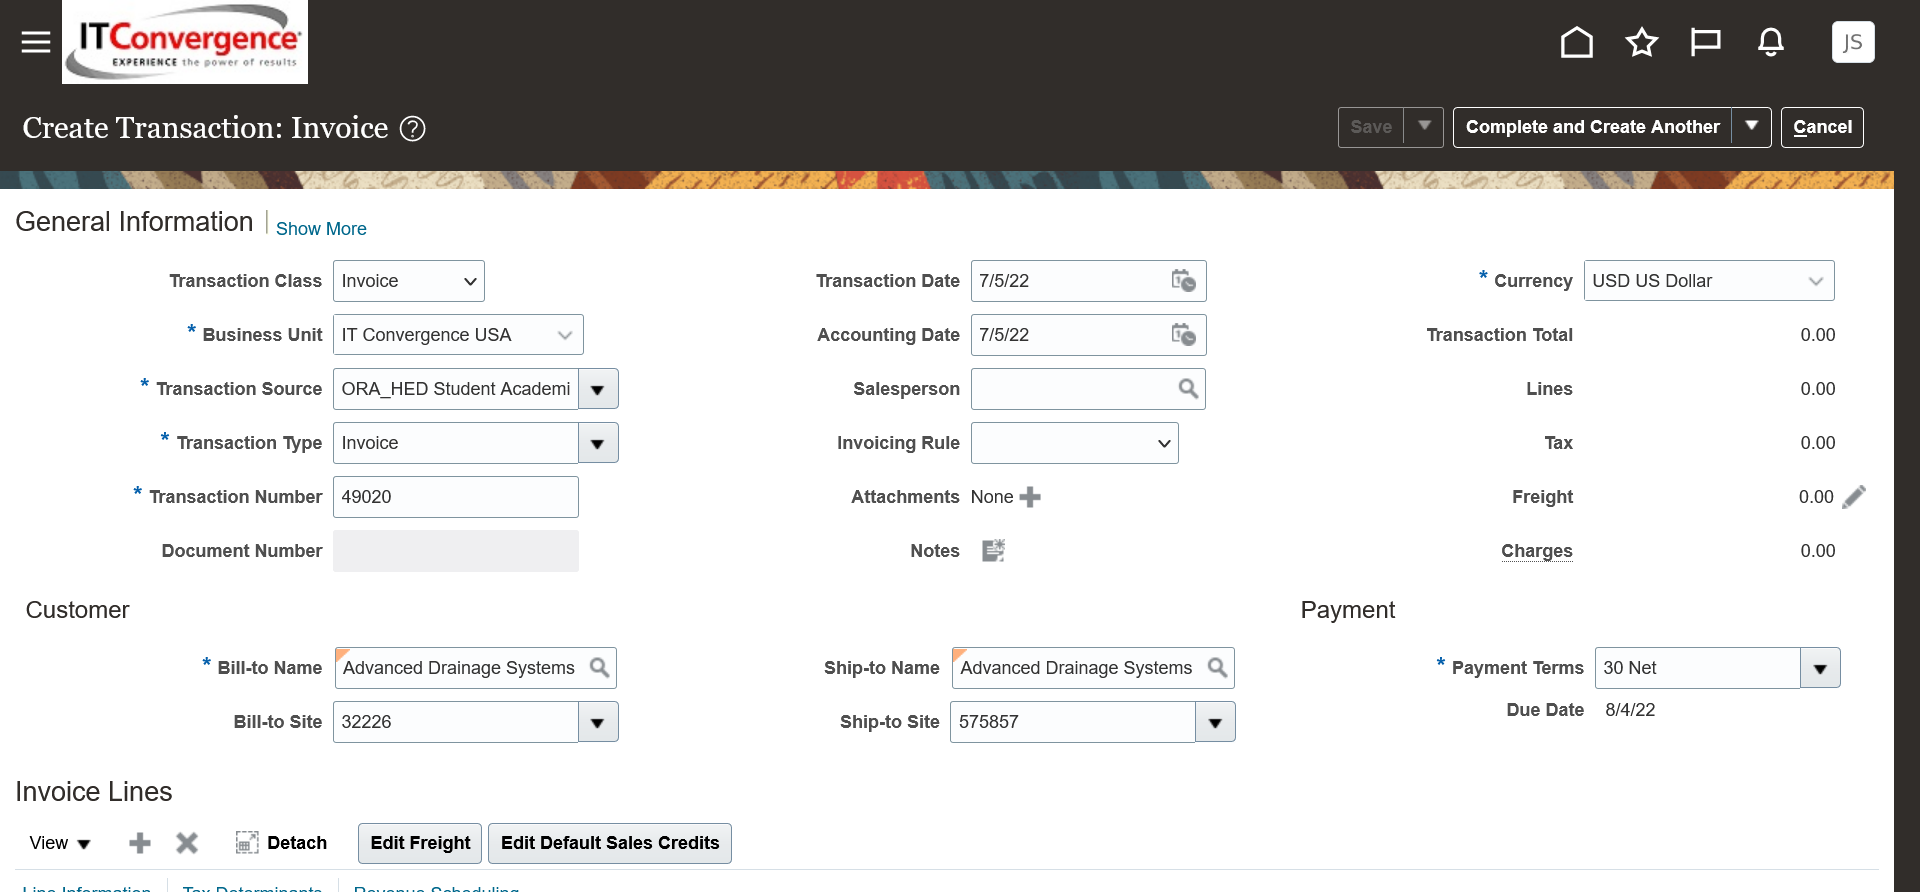 ITConvergence
EXPERIENCE the power of results
JS
Create Transaction: Invoice ?
Save
Complete and Create Another
Cancel
General Information
Show More
Transaction Class Invoice
Transaction Date 7/5/22
* Currency USD US Dollar
* Business Unit IT Convergence USA
Accounting Date 7/5/22
Transaction Total 0.00
* Transaction Source ORA_HED Student Academi
Salesperson
Lines 0.00
* Transaction Type Invoice
Invoicing Rule
Tax 0.00
* Transaction Number 49020
Attachments None
Freight 0.00
Document Number
Notes
Charges 0.00
Customer
Payment
* Bill-to Name Advanced Drainage Systems
Ship-to Name Advanced Drainage Systems
* Payment Terms 30 Net
Bill-to Site 32226
Ship-to Site 575857
Due Date 8/4/22
Invoice Lines
View
Detach
Edit Freight
Edit Default Sales Credits
Line Information
Tax Determinants
Revenue Scheduling